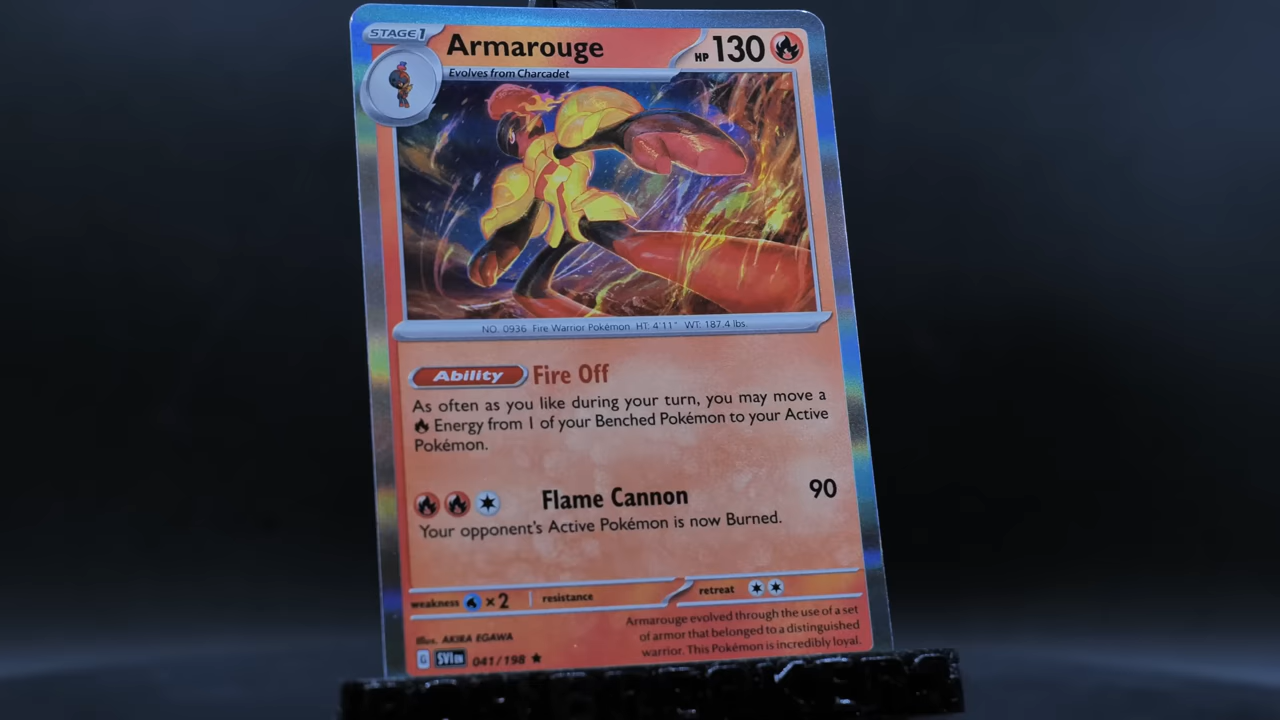 STAGE 1
Armarouge
HP 130
Evolves from Charcadet
NO. 0936 Fire Warrior Pokémon HT: 4'11" WT: 187.4 lbs
Ability Fire Off
As often as you like during your turn, you may move a
Energy from 1 of your Benched Pokémon to your Active
Pokémon.
Flame Cannon 90
Your opponent's Active Pokémon is now Burned.
weakness ×2 resistance retreat
Illus. AKIRA EGAWA
G SVI EN 041/198 ★
Armarouge evolved through the use of a set
of armor that belonged to a distinguished
warrior. This Pokémon is incredibly loyal.